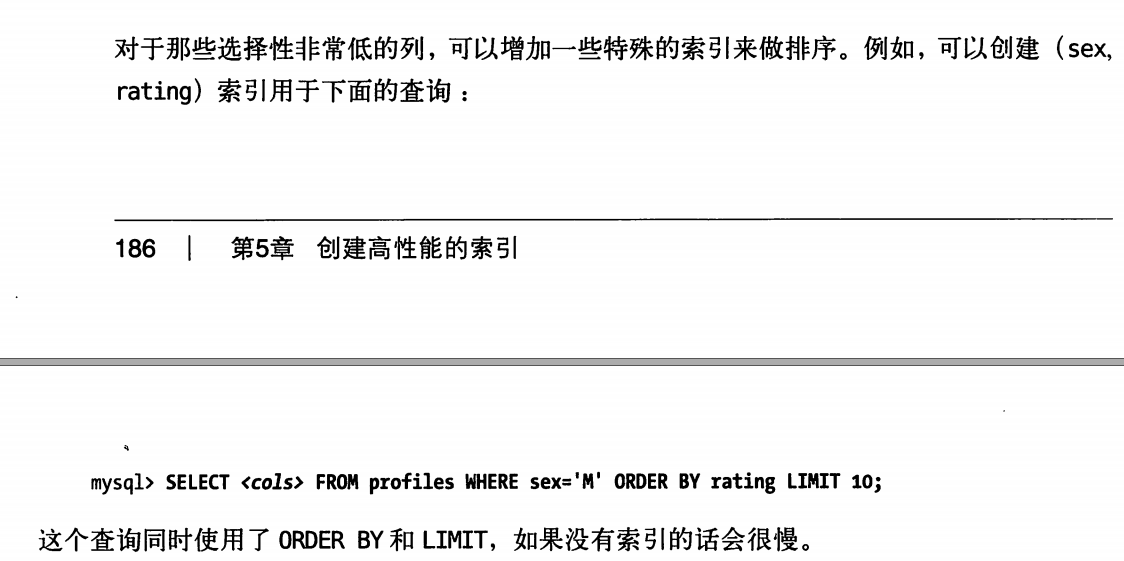 对于那些选择性非常低的列，可以增加一些特殊的索引来做排序。例如，可以创建（sex,
rating）索引用于下面的查询：
186 | 第5章 创建高性能的索引
mysql> SELECT <cols> FROM profiles WHERE sex='M' ORDER BY rating LIMIT 10;
这个查询同时使用了 ORDER BY 和 LIMIT，如果没有索引的话会很慢。